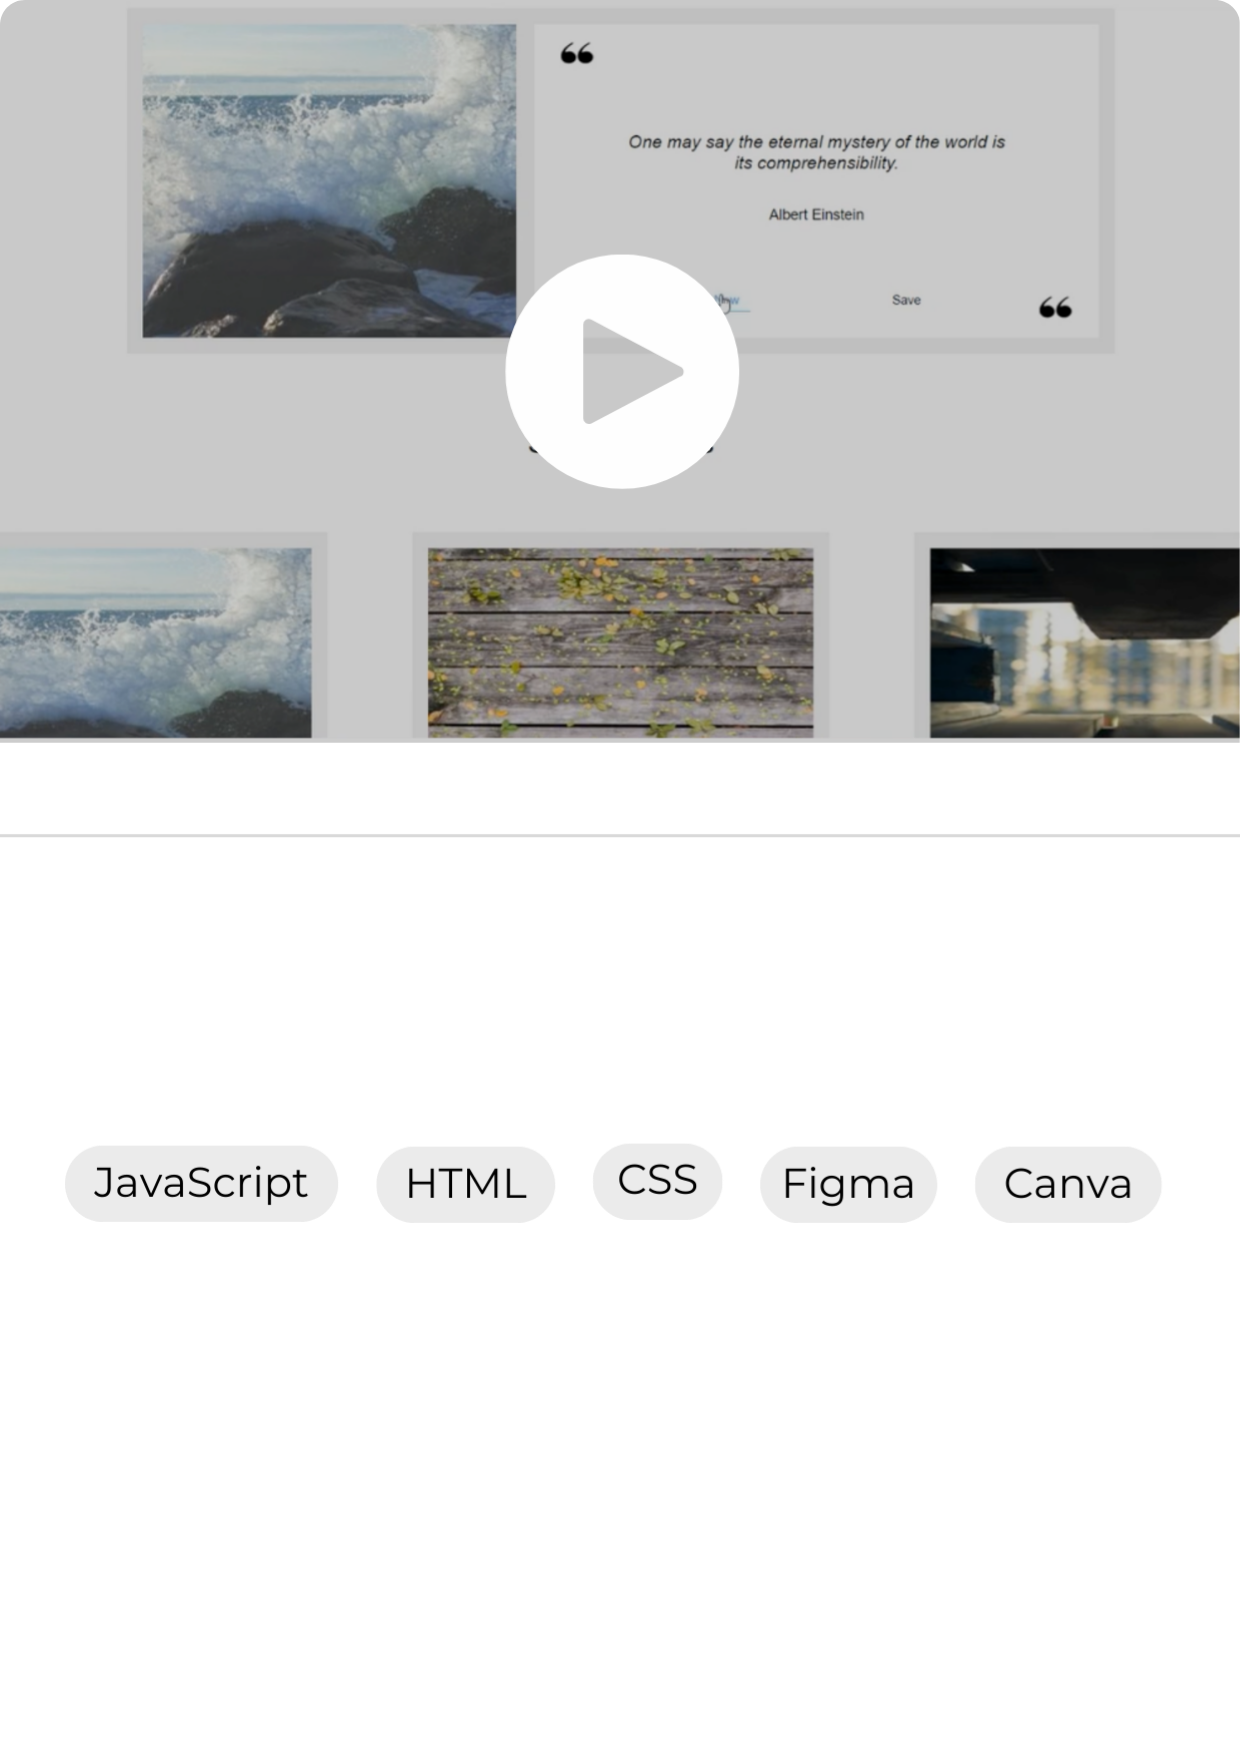 One may say the eternal mystery of the world is
its comprehensibility.
Albert Einstein
Save
JavaScript
HTML
CSS
Figma
Canva